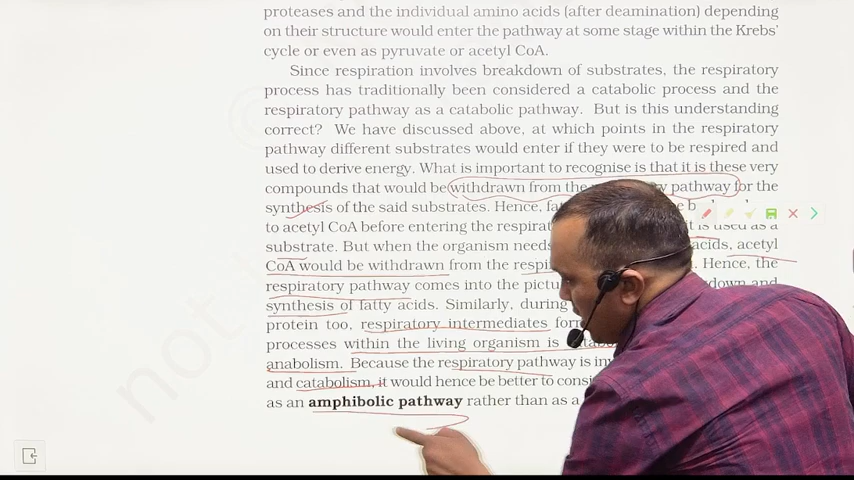 proteases and the individual amino acids (after deamination) depending
on their structure would enter the pathway at some stage within the Krebs'
cycle or even as pyruvate or acetyl CoA.
Since respiration involves breakdown of substrates, the respiratory
process has traditionally been considered a catabolic process and the
respiratory pathway as a catabolic pathway. But is this understanding
correct? We have discussed above, at which points in the respiratory
pathway different substrates would enter if they were to be respired and
used to derive energy. What is important to recognise is that it is these very
compounds that would be withdrawn from the pathway for the
synthesis of the said substrates. Hence, be
to acetyl CoA before entering the it is used as a
substrate. But when the organism needs acids, acetyl
CoA would be withdrawn from the Hence, the
respiratory pathway comes into the and
synthesis of fatty acids. Similarly, during
protein too, respiratory intermediates
processes within the living organism is
anabolism. Because the respiratory pathway is
and catabolism, it would hence be better to
as an amphibolic pathway rather than as a
not